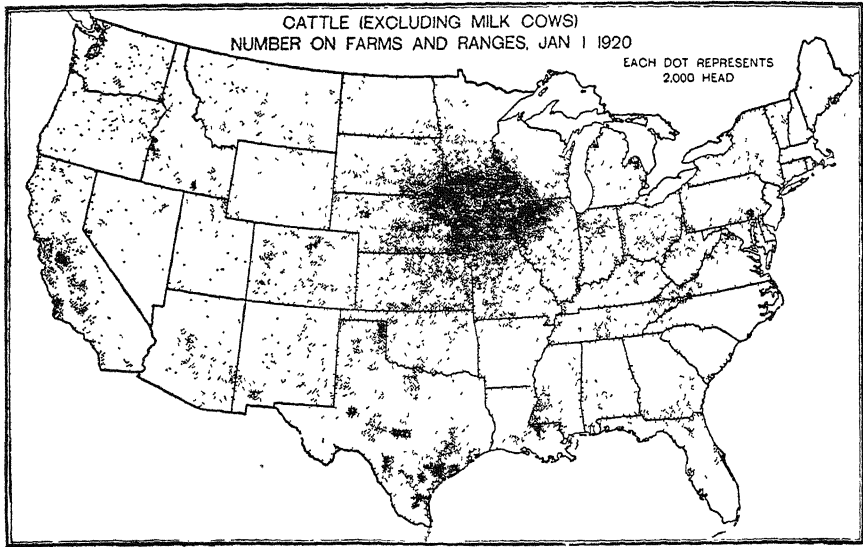 CATTLE (EXCLUDING MILK COWS)
NUMBER ON FARMS AND RANGES, JAN 1 1920
EACH DOT REPRESENTS
2,000 HEAD